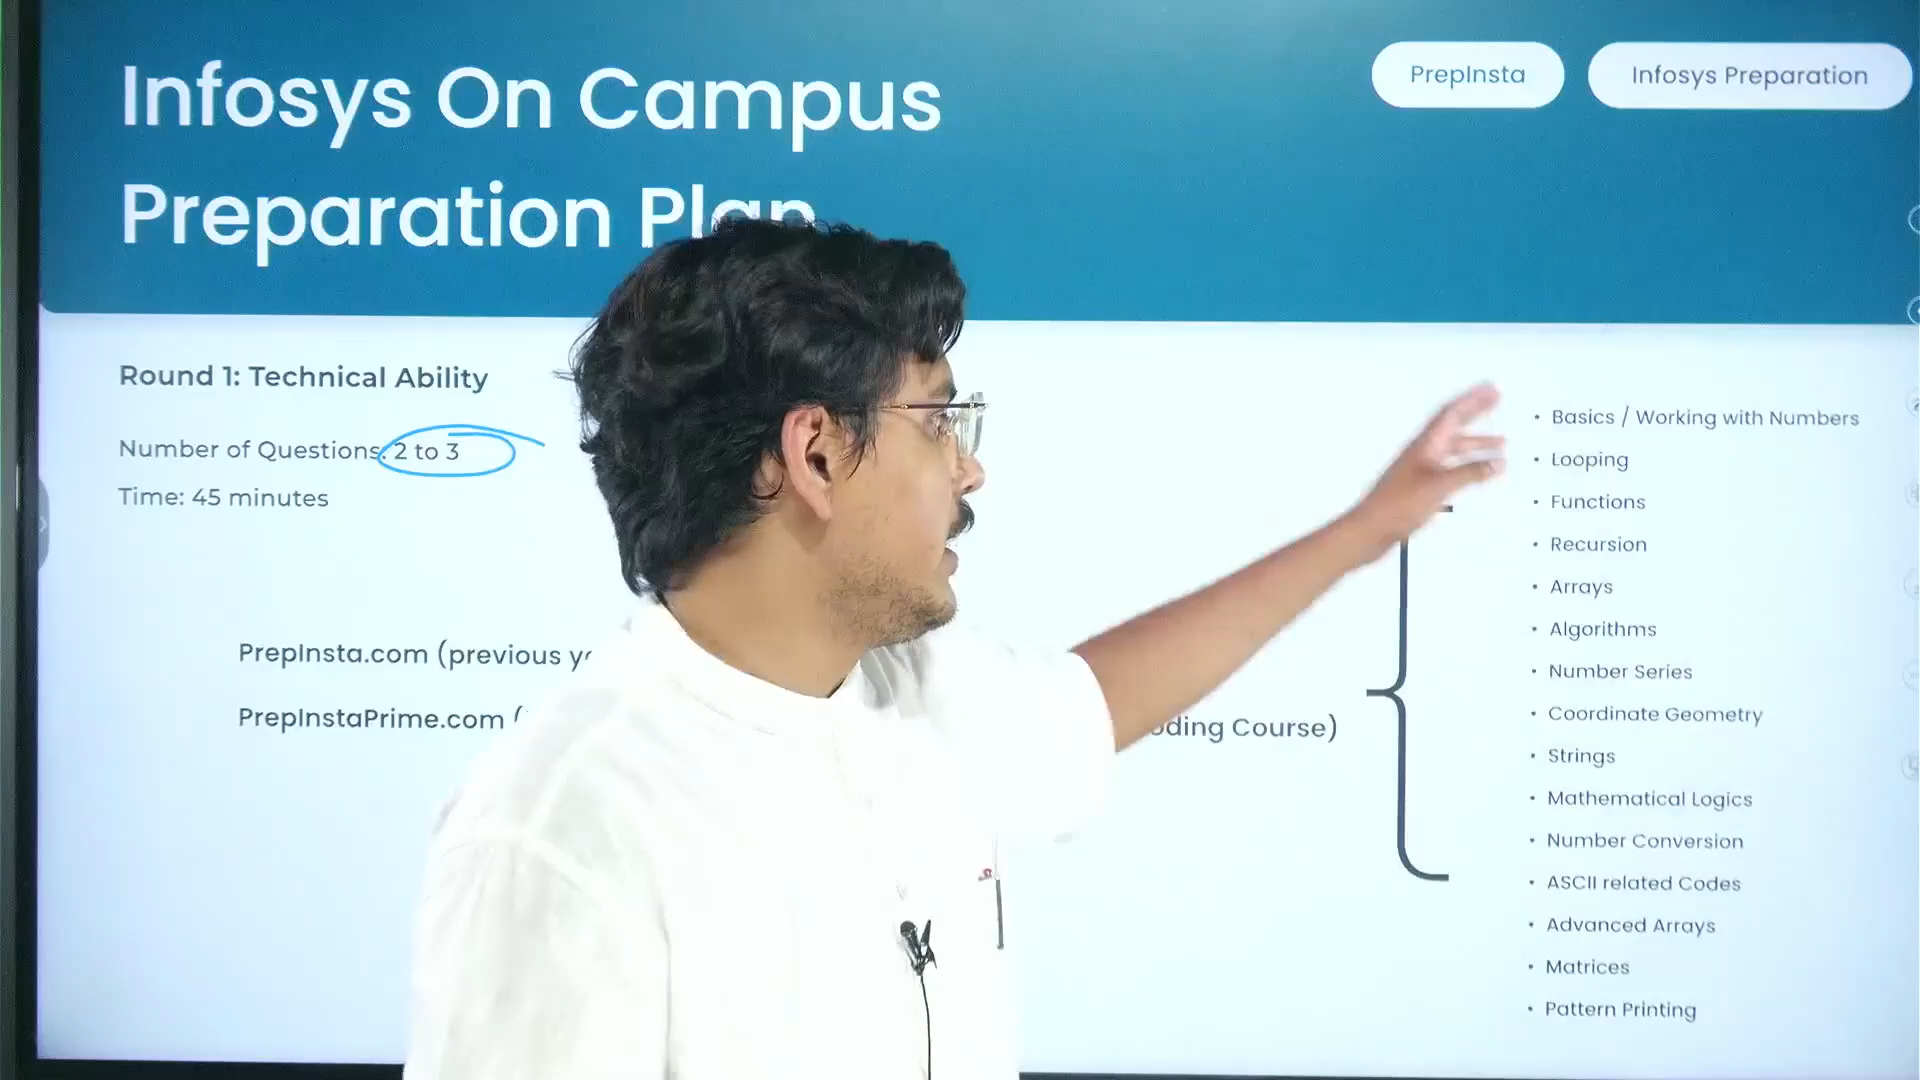 Infosys On Campus
Preparation Plan
PrepInsta
Infosys Preparation
Round 1: Technical Ability
Number of Questions: 2 to 3
Time: 45 minutes
PrepInsta.com (previous
PrepInstaPrime.com (
Course)
• Basics / Working with Numbers
• Looping
• Functions
• Recursion
• Arrays
• Algorithms
• Number Series
• Coordinate Geometry
• Strings
• Mathematical Logics
• Number Conversion
• ASCII related Codes
• Advanced Arrays
• Matrices
• Pattern Printing